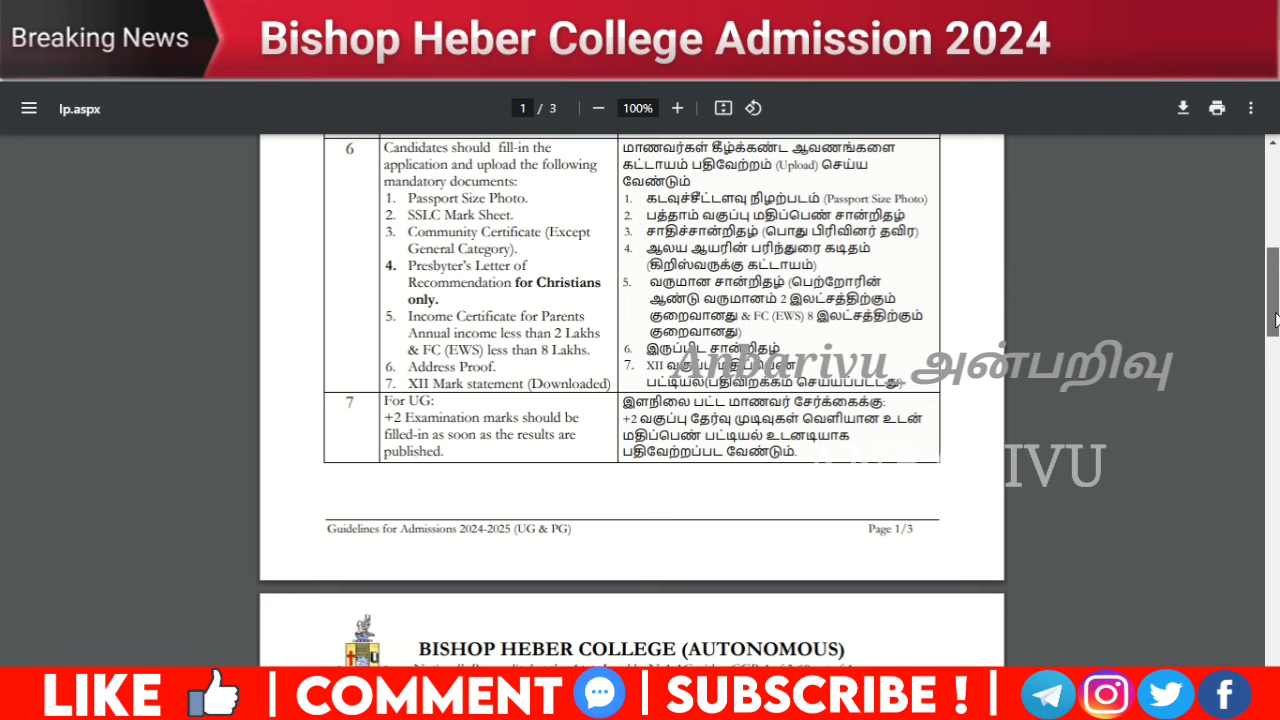 Breaking News
Bishop Heber College Admission 2024
lp.aspx
1 / 3
100%
6
Candidates should fill-in the
application and upload the following
mandatory documents:
1. Passport Size Photo.
2. SSLC Mark Sheet.
3. Community Certificate (Except
General Category).
4. Presbyter's Letter of
Recommendation for Christians
only.
5. Income Certificate for Parents
Annual income less than 2 Lakhs
& FC (EWS) less than 8 Lakhs.
6. Address Proof.
7. XII Mark statement (Downloaded)
மாணவர்கள் கீழ்க்கண்ட ஆவணங்களை
கட்டாயம் பதிவேற்றம் (Upload) செய்ய
வேண்டும்
1. கடவுச்சீட்டளவு நிழற்படம் (Passport Size Photo)
2. பத்தாம் வகுப்பு மதிப்பெண் சான்றிதழ்
3. சாதிச்சான்றிதழ் (பொது பிரிவினர் தவிர)
4. ஆலய ஆயரின் பரிந்துரை கடிதம்
(கிறிஸ்வருக்கு கட்டாயம்)
5. வருமான சான்றிதழ் (பெற்றோரின்
ஆண்டு வருமானம் 2 இலட்சத்திற்கும்
குறைவானது & FC (EWS) 8 இலட்சத்திற்கும்
குறைவானது)
6. இருப்பிட சான்றிதழ்
7. XII வகுப்பு மதிப்பெண்
பட்டியல்(பதிவிறக்கம் செய்யப்பட்டது)
Anbarivu_அன்பறிவு
7
For UG:
+2 Examination marks should be
filled-in as soon as the results are
published.
இளநிலை பட்ட மாணவர் சேர்க்கைக்கு:
+2 வகுப்பு தேர்வு முடிவுகள் வெளியான உடன்
மதிப்பெண் பட்டியல் உடனடியாக
பதிவேற்றப்பட வேண்டும்.
IVU
Guidelines for Admissions 2024-2025 (UG & PG)
Page 1/3
BISHOP HEBER COLLEGE (AUTONOMOUS)
LIKE | COMMENT | SUBSCRIBE ! |